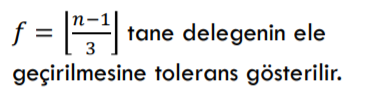 f = ⌊(n−1)/3⌋ tane delegenin ele
geçirilmesine tolerans gösterilir.